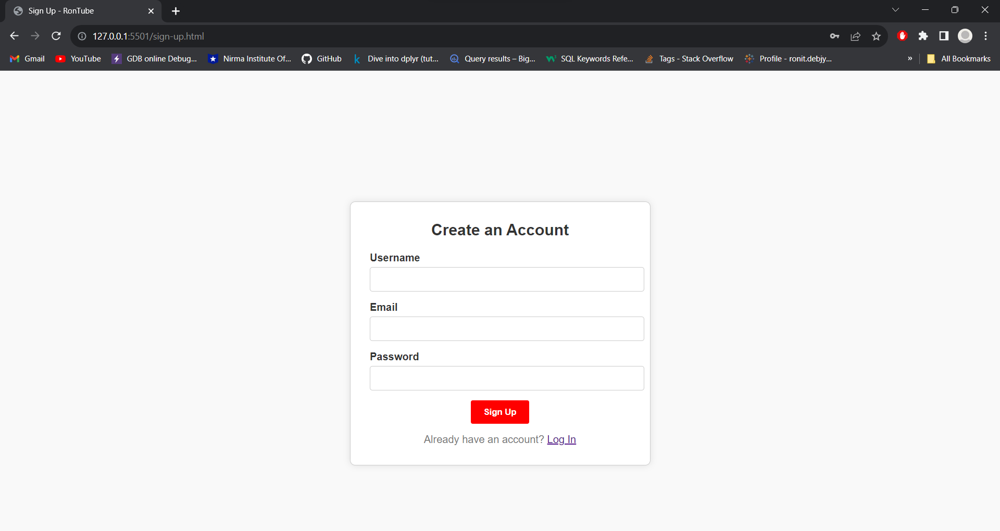 Sign Up - RonTube
127.0.0.1:5501/sign-up.html
Gmail YouTube GDB online Debug... Nirma Institute Of... GitHub Dive into dplyr (tut... Query results – Big... SQL Keywords Refe... Tags - Stack Overflow Profile - ronit.debjy... » All Bookmarks
Create an Account
Username
Email
Password
Sign Up
Already have an account? Log In